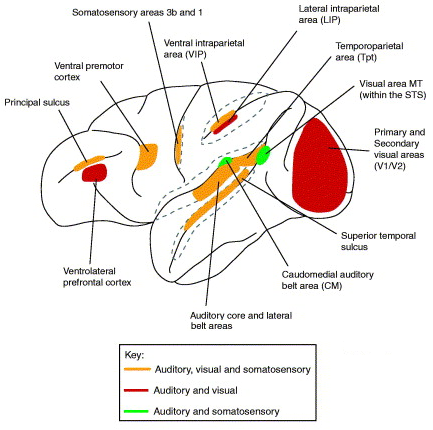 Somatosensory areas 3b and 1
Lateral intraparietal
area (LIP)
Ventral intraparietal
area (VIP)
Temporoparietal
area (Tpt)
Ventral premotor
cortex
Visual area MT
(within the STS)
Principal sulcus
Primary and
Secondary
visual areas
(V1/V2)
Superior temporal
sulcus
Ventrolateral
prefrontal cortex
Caudomedial auditory
belt area (CM)
Auditory core and lateral
belt areas
Key:
Auditory, visual and somatosensory
Auditory and visual
Auditory and somatosensory